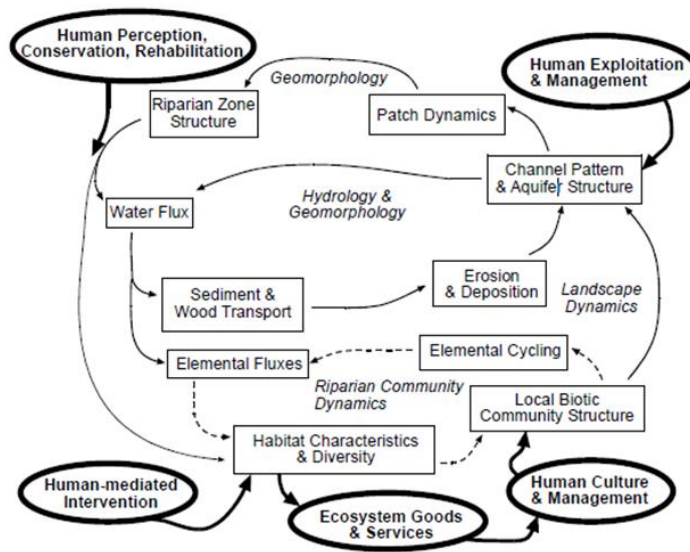 Human Perception,
Conservation, Rehabilitation
Human Exploitation
& Management
Geomorphology
Riparian Zone
Structure
Patch Dynamics
Channel Pattern
& Aquifer Structure
Water Flux
Hydrology &
Geomorphology
Erosion
& Deposition
Landscape
Dynamics
Sediment &
Wood Transport
Elemental Cycling
Elemental Fluxes
Riparian Community
Dynamics
Local Biotic
Community Structure
Habitat Characteristics
& Diversity
Human-mediated
Intervention
Human Culture
& Management
Ecosystem Goods
& Services